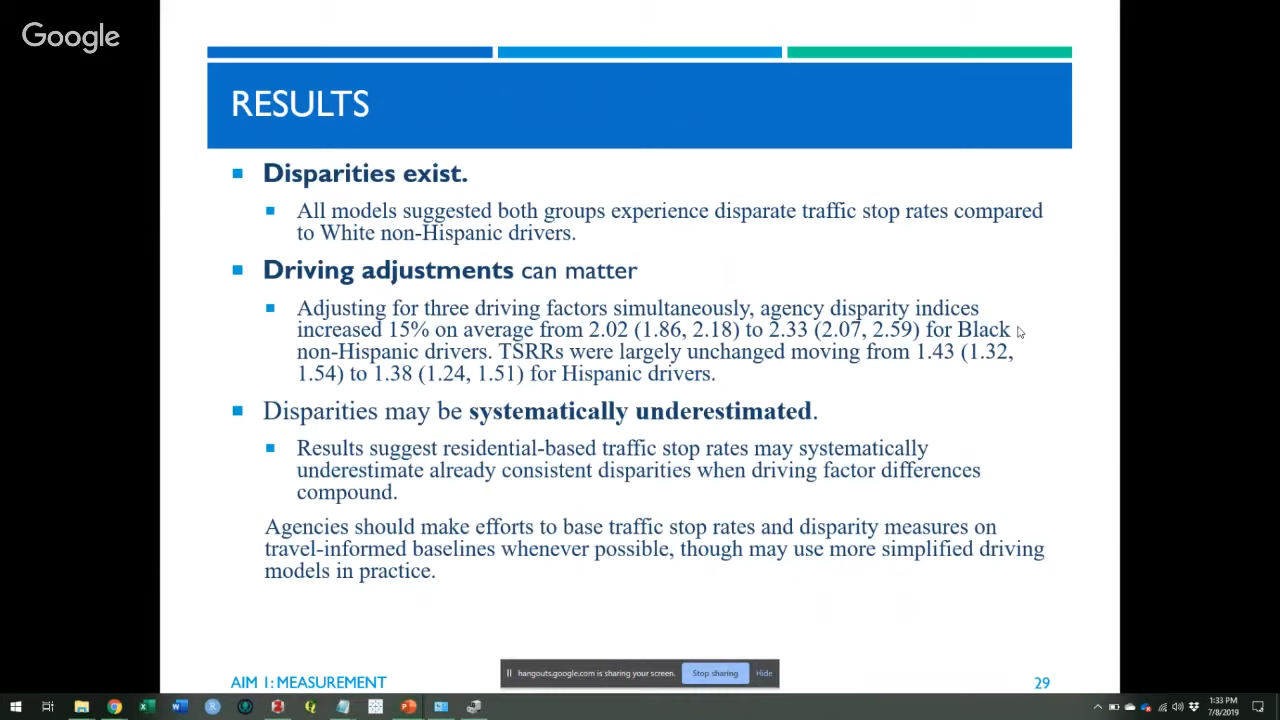 Google
RESULTS
Disparities exist.
All models suggested both groups experience disparate traffic stop rates compared
to White non-Hispanic drivers.
Driving adjustments can matter
Adjusting for three driving factors simultaneously, agency disparity indices
increased 15% on average from 2.02 (1.86, 2.18) to 2.33 (2.07, 2.59) for Black
non-Hispanic drivers. TSRRs were largely unchanged moving from 1.43 (1.32,
1.54) to 1.38 (1.24, 1.51) for Hispanic drivers.
Disparities may be systematically underestimated.
Results suggest residential-based traffic stop rates may systematically
underestimate already consistent disparities when driving factor differences
compound.
Agencies should make efforts to base traffic stop rates and disparity measures on
travel-informed baselines whenever possible, though may use more simplified driving
models in practice.
hangouts.google.com is sharing your screen. Stop sharing Hide
AIM 1: MEASUREMENT 29
1:33 PM
7/8/2019